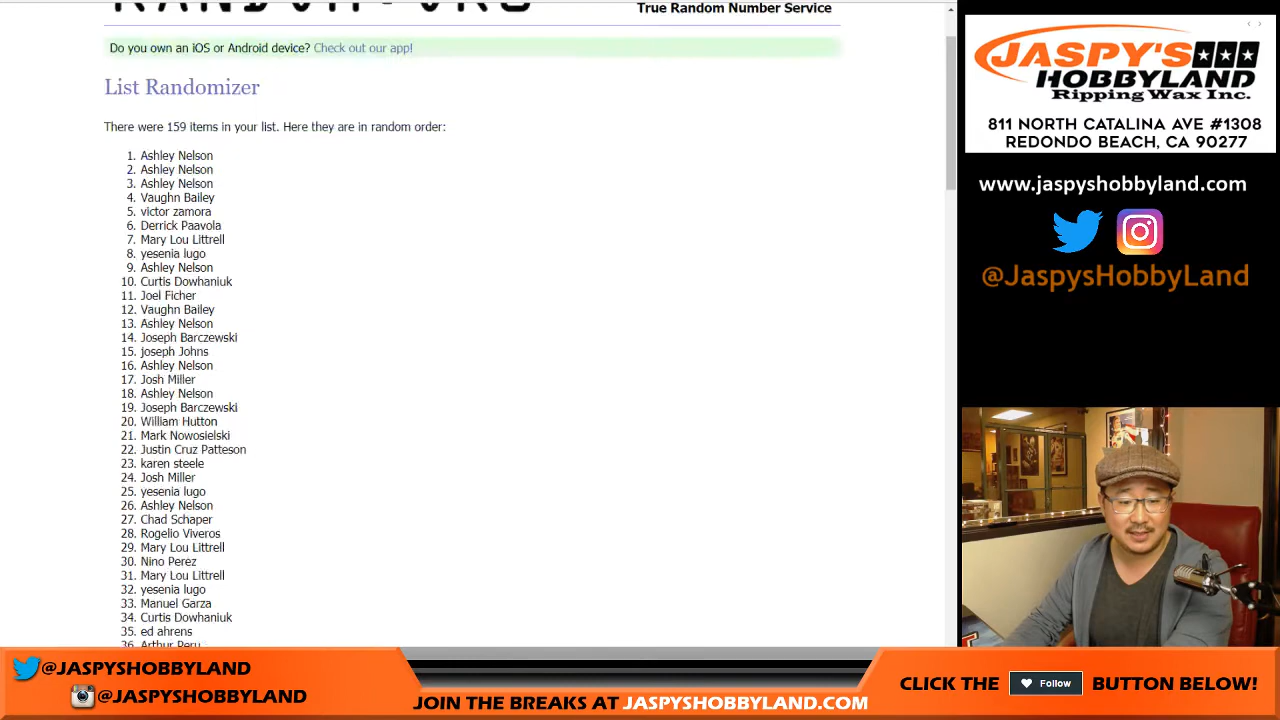 RANDOM.ORG
True Random Number Service
Do you own an iOS or Android device? Check out our app!
List Randomizer
There were 159 items in your list. Here they are in random order:
1. Ashley Nelson
2. Ashley Nelson
3. Ashley Nelson
4. Vaughn Bailey
5. victor zamora
6. Derrick Paavola
7. Mary Lou Littrell
8. yesenia lugo
9. Ashley Nelson
10. Curtis Dowhaniuk
11. Joel Ficher
12. Vaughn Bailey
13. Ashley Nelson
14. Joseph Barczewski
15. joseph Johns
16. Ashley Nelson
17. Josh Miller
18. Ashley Nelson
19. Joseph Barczewski
20. William Hutton
21. Mark Nowosielski
22. Justin Cruz Patteson
23. karen steele
24. Josh Miller
25. yesenia lugo
26. Ashley Nelson
27. Chad Schaper
28. Rogelio Viveros
29. Mary Lou Littrell
30. Nino Perez
31. Mary Lou Littrell
32. yesenia lugo
33. Manuel Garza
34. Curtis Dowhaniuk
35. ed ahrens
36. Arthur Peru
JASPY'S
HOBBYLAND
Ripping Wax Inc.
811 NORTH CATALINA AVE #1308
REDONDO BEACH, CA 90277
www.jaspyshobbyland.com
@JaspysHobbyLand
@JASPYSHOBBYLAND
@JASPYSHOBBYLAND
JOIN THE BREAKS AT JASPYSHOBBYLAND.COM
CLICK THE Follow BUTTON BELOW!